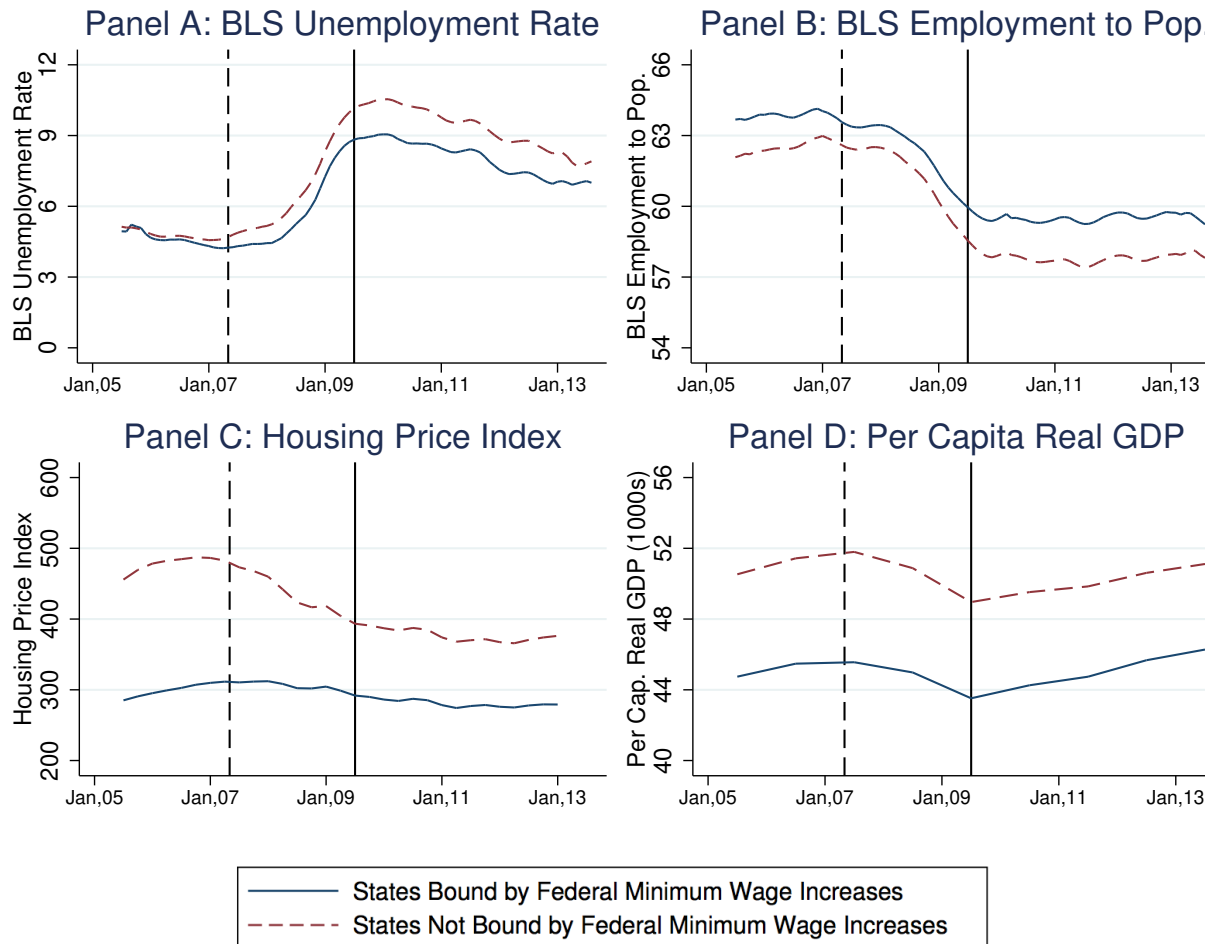 Panel A: BLS Unemployment Rate
BLS Unemployment Rate
12
9
6
3
0
Jan,05 Jan,07 Jan,09 Jan,11 Jan,13
Panel B: BLS Employment to Pop.
BLS Employment to Pop.
66
63
60
57
54
Jan,05 Jan,07 Jan,09 Jan,11 Jan,13
Panel C: Housing Price Index
Housing Price Index
600
500
400
300
200
Jan,05 Jan,07 Jan,09 Jan,11 Jan,13
Panel D: Per Capita Real GDP
Per Cap. Real GDP (1000s)
56
52
48
44
40
Jan,05 Jan,07 Jan,09 Jan,11 Jan,13
States Bound by Federal Minimum Wage Increases
States Not Bound by Federal Minimum Wage Increases